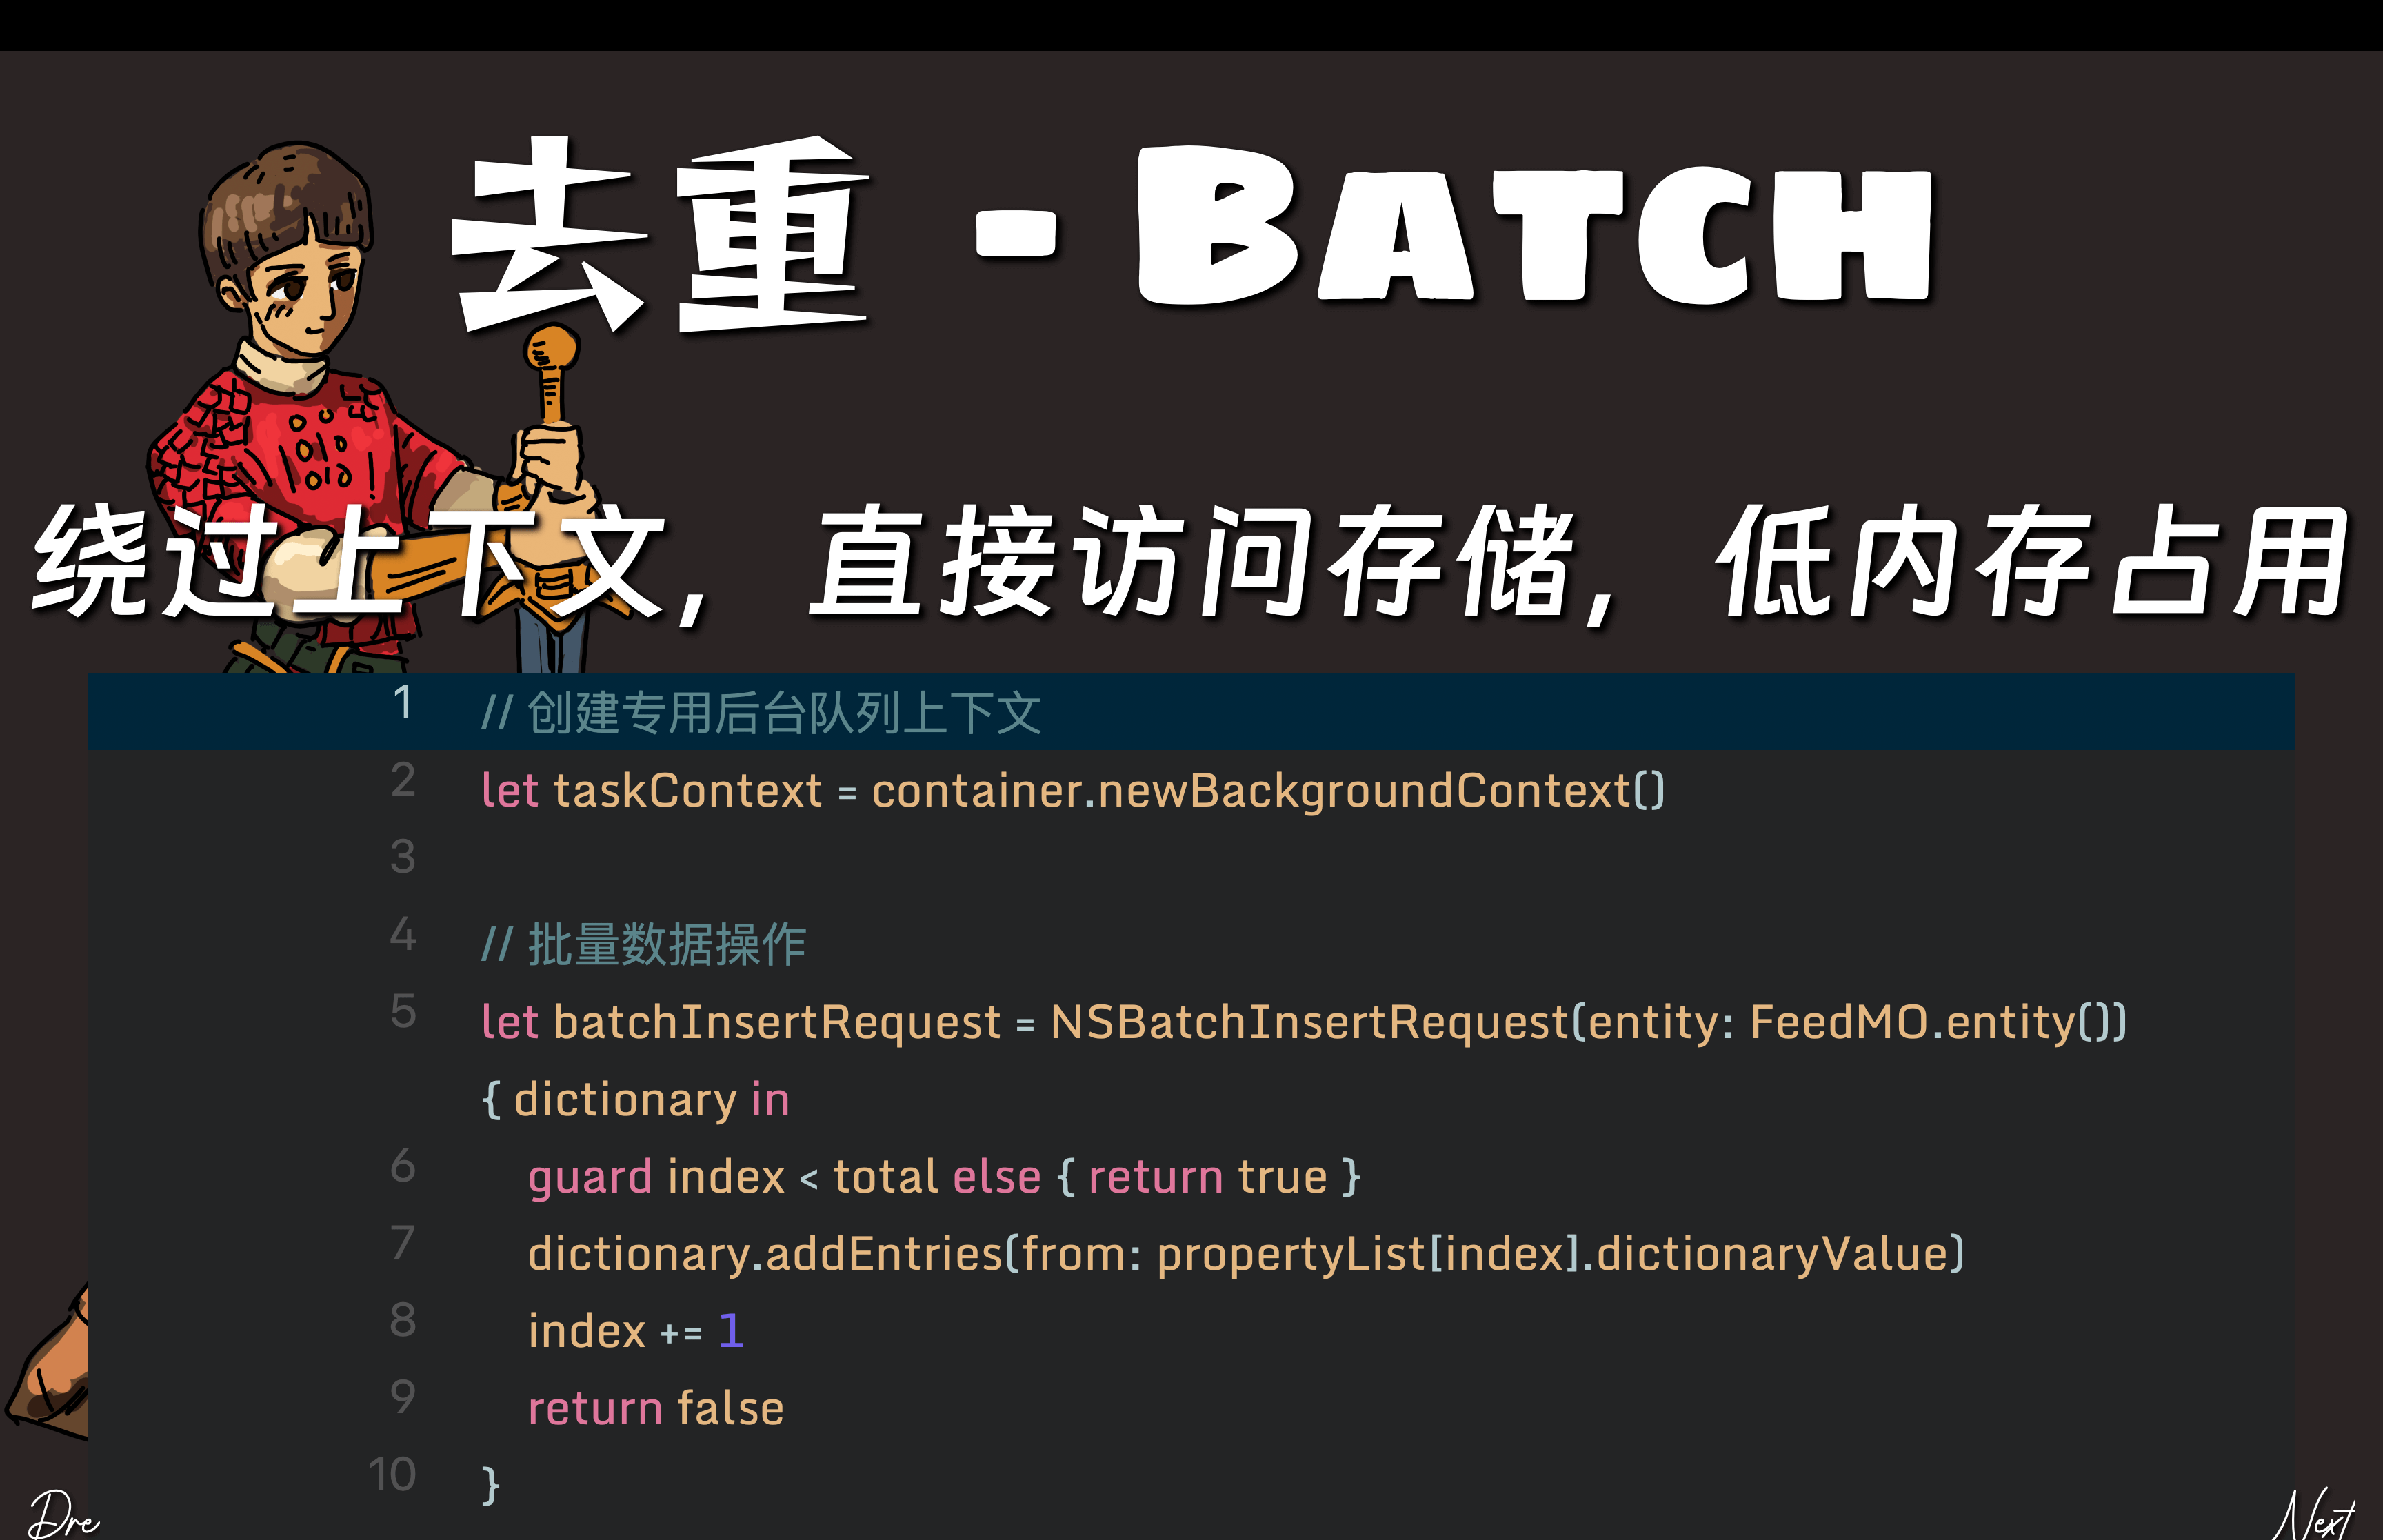 去重 - BATCH
绕过上下文，直接访问存储，低内存占用
1 // 创建专用后台队列上下文
2 let taskContext = container.newBackgroundContext()
3
4 // 批量数据操作
5 let batchInsertRequest = NSBatchInsertRequest(entity: FeedMO.entity())
{ dictionary in
6 guard index < total else { return true }
7 dictionary.addEntries(from: propertyList[index].dictionaryValue)
8 index += 1
9 return false
10 }
Pre
Next